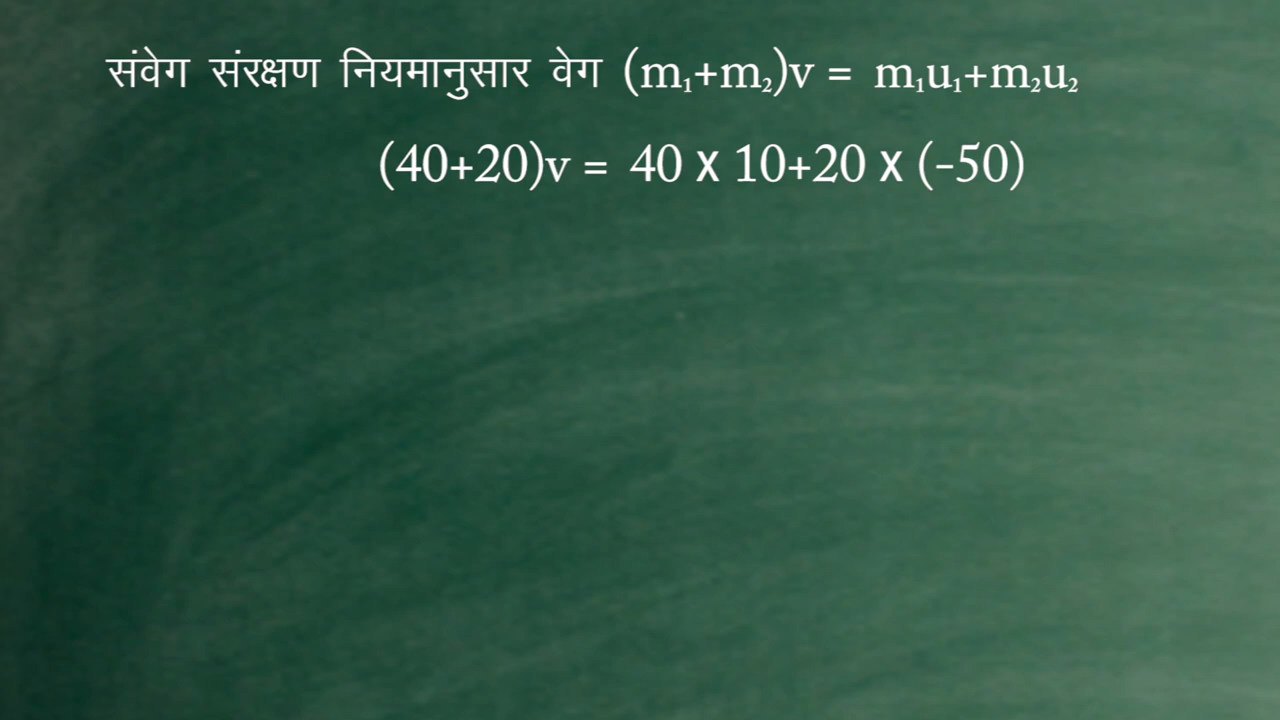 संवेग संरक्षण नियमानुसार वेग (m₁+m₂)v = m₁u₁+m₂u₂
(40+20)v = 40 x 10+20 x (-50)